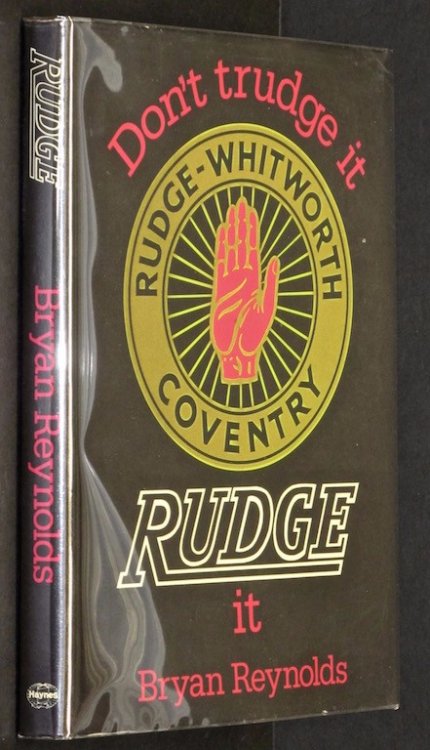 RUDGE
Bryan Reynolds
Haynes
Don't trudge it
RUDGE-WHITWORTH
COVENTRY
RUDGE
it
Bryan Reynolds